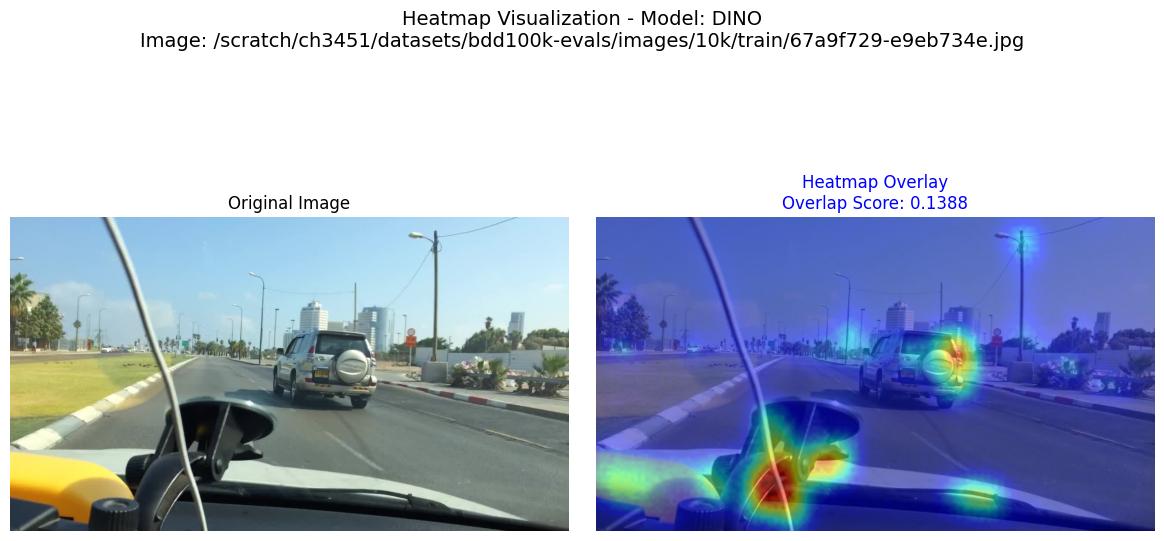 Heatmap Visualization - Model: DINO
Image: /scratch/ch3451/datasets/bdd100k-evals/images/10k/train/67a9f729-e9eb734e.jpg
Original Image
Heatmap Overlay
Overlap Score: 0.1388